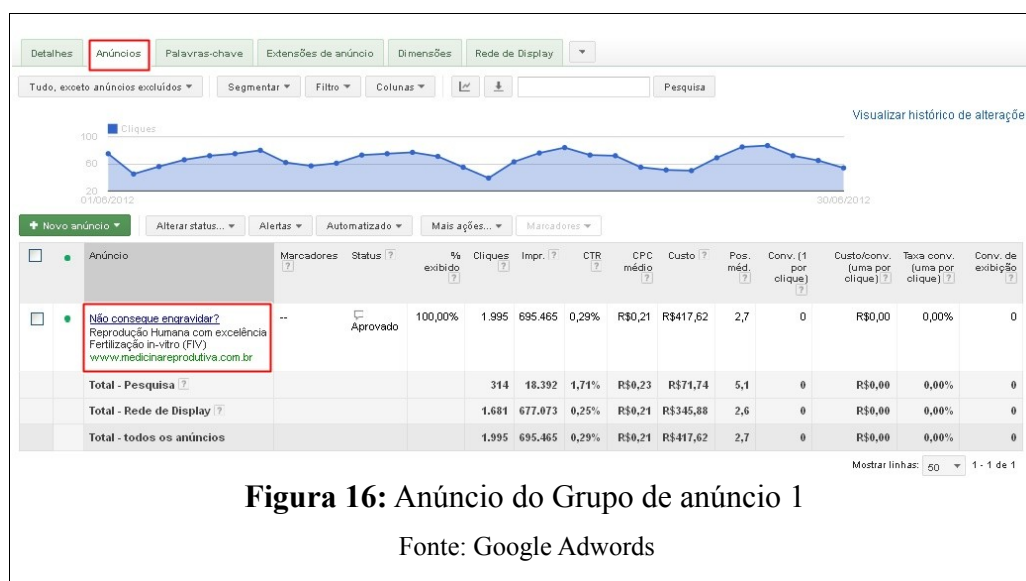 Detalhes Anúncios Palavras-chave Extensões de anúncio Dimensões Rede de Display
Tudo, exceto anúncios excluídos Segmentar Filtro Colunas Pesquisa
Visualizar histórico de alteraçõe
Cliques
100
60
20
01/06/2012 30/06/2012
+ Novo anúncio Alterar status... Alertas Automatizado Mais ações... Marcadores
Anúncio Marcadores ? Status ? % exibido ? Cliques ? Impr. ? CTR ? CPC médio ? Custo ? Pos. méd. ? Conv. (1 por clique) ? Custo/conv. (uma por clique) ? Taxa conv. (uma por clique) ? Conv. de exibição ?
Não consegue engravidar? -- Aprovado 100,00% 1.995 695.465 0,29% R$0,21 R$417,62 2,7 0 R$0,00 0,00% 0
Reprodução Humana com excelência
Fertilização in-vitro (FIV)
www.medicinareprodutiva.com.br
Total - Pesquisa ? 314 18.392 1,71% R$0,23 R$71,74 5,1 0 R$0,00 0,00% 0
Total - Rede de Display ? 1.681 677.073 0,25% R$0,21 R$345,88 2,6 0 R$0,00 0,00% 0
Total - todos os anúncios 1.995 695.465 0,29% R$0,21 R$417,62 2,7 0 R$0,00 0,00% 0
Mostrar linhas: 50 1 - 1 de 1
Figura 16: Anúncio do Grupo de anúncio 1
Fonte: Google Adwords